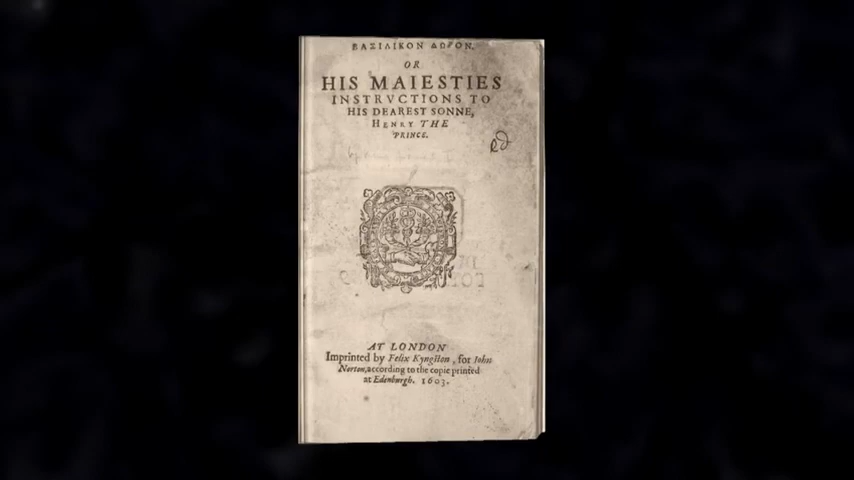 ΒΑΣΙΛΙΚΟΝ ΔΩΡΟΝ.
OR
HIS MAIESTIES
INSTRVCTIONS TO
HIS DEAREST SONNE,
HENRY THE
PRINCE.
AT LONDON
Imprinted by Felix Kyngston, for Iohn
Norton, according to the copie printed
at Edenburgh. 1603.